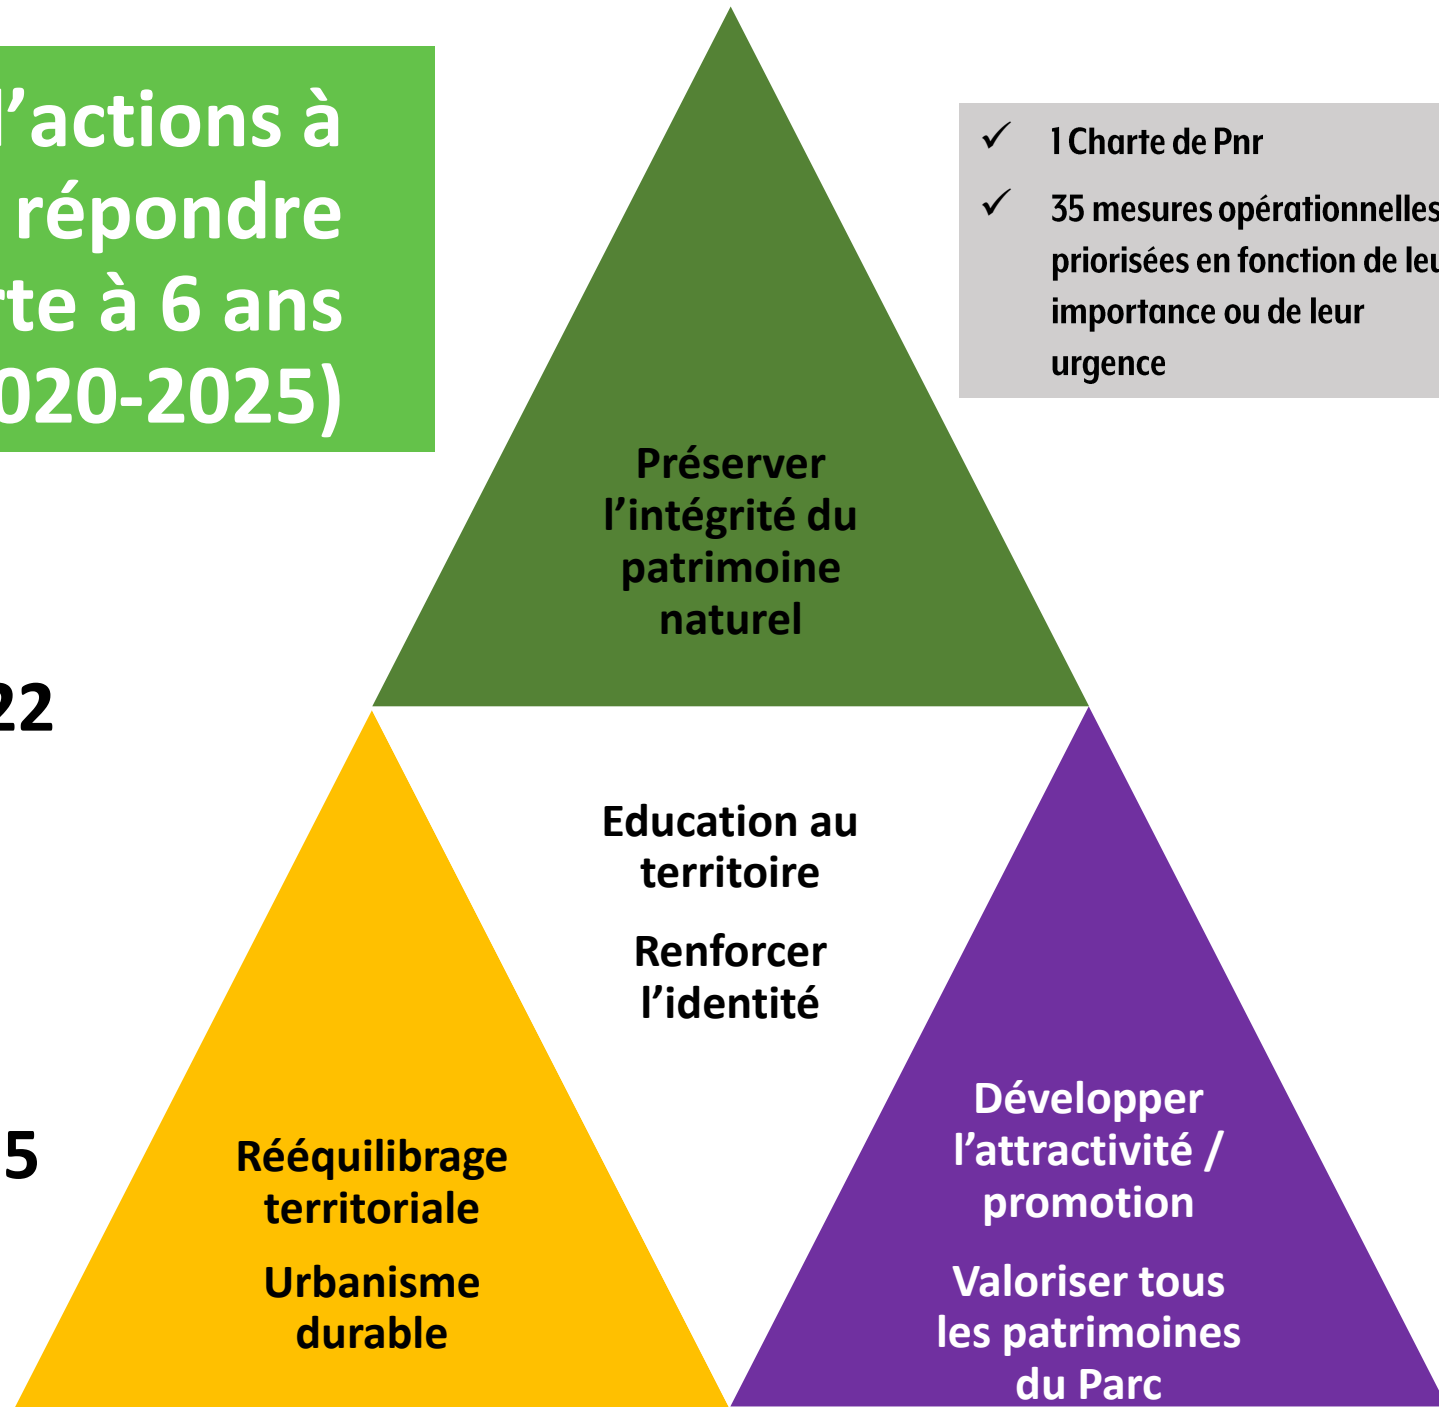 l’actions à
répondre
rte à 6 ans
020-2025)
✓ 1 Charte de Pnr
✓ 35 mesures opérationnelles
priorisées en fonction de leu
importance ou de leur
urgence
Préserver
l’intégrité du
patrimoine
naturel
22
Education au
territoire
Renforcer
l’identité
5
Rééquilibrage
territoriale
Urbanisme
durable
Développer
l’attractivité /
promotion
Valoriser tous
les patrimoines
du Parc